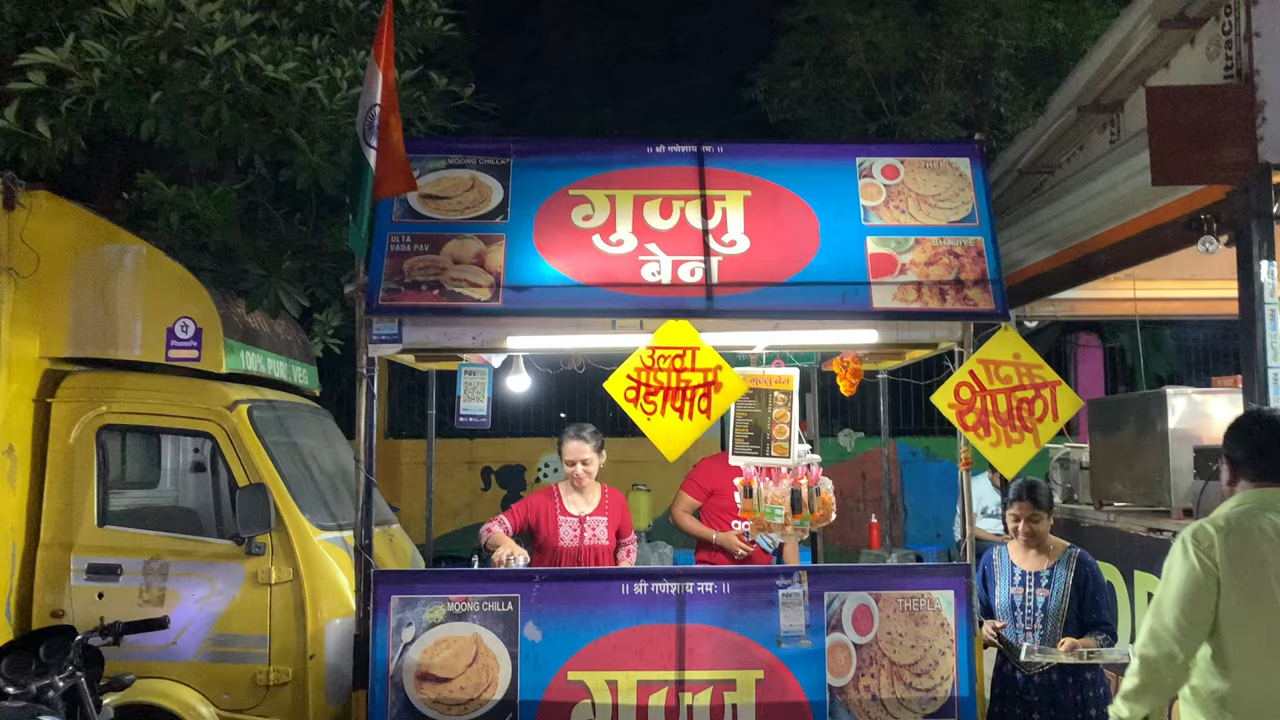 ॥ श्री गणेशाय नमः ॥
MOONG CHILLA
THEPLA
गुज्जु
बेन
ULTA
VADA PAV
BHAJIYE
पे
PhonePe
100% PURE VEG
उल्टा
वड़ापाव
थेपला
गुज्जु बेन
॥ श्री गणेशाय नमः ॥
MOONG CHILLA
THEPLA
गुज्जु